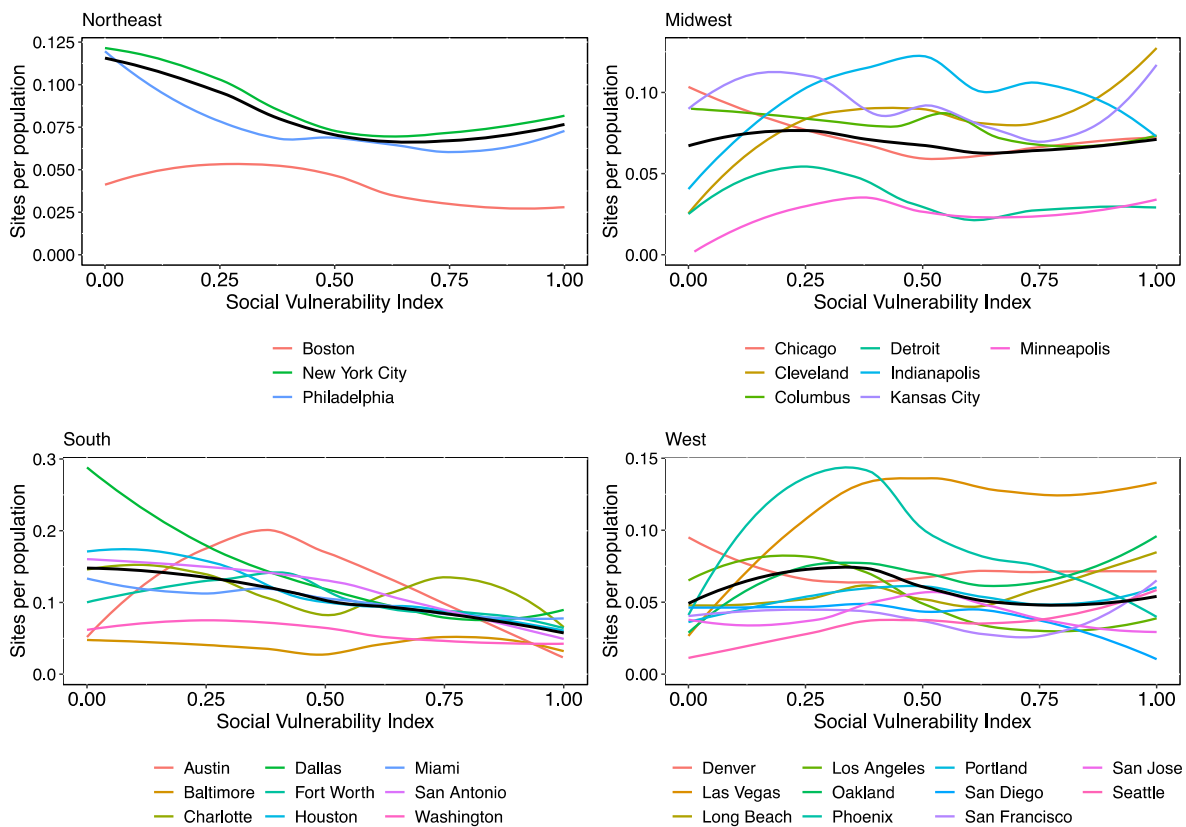 Northeast
0.125
0.100
0.075
0.050
0.025
0.000
Sites per population
0.00 0.25 0.50 0.75 1.00
Social Vulnerability Index
Boston
New York City
Philadelphia
Midwest
0.10
0.05
0.00
Sites per population
0.00 0.25 0.50 0.75 1.00
Social Vulnerability Index
Chicago Detroit Minneapolis
Cleveland Indianapolis
Columbus Kansas City
South
0.3
0.2
0.1
0.0
Sites per population
0.00 0.25 0.50 0.75 1.00
Social Vulnerability Index
Austin Dallas Miami
Baltimore Fort Worth San Antonio
Charlotte Houston Washington
West
0.15
0.10
0.05
0.00
Sites per population
0.00 0.25 0.50 0.75 1.00
Social Vulnerability Index
Denver Los Angeles Portland San Jose
Las Vegas Oakland San Diego Seattle
Long Beach Phoenix San Francisco